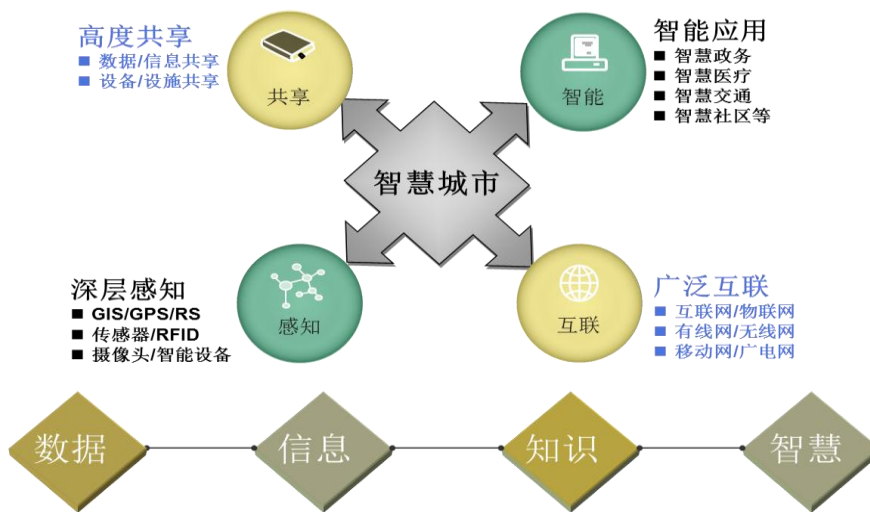 高度共享
数据/信息共享
设备/设施共享
共享
智能
智能应用
智慧政务
智慧医疗
智慧交通
智慧社区等
智慧城市
深层感知
GIS/GPS/RS
传感器/RFID
摄像头/智能设备
感知
互联
广泛互联
互联网/物联网
有线网/无线网
移动网/广电网
数据
信息
知识
智慧